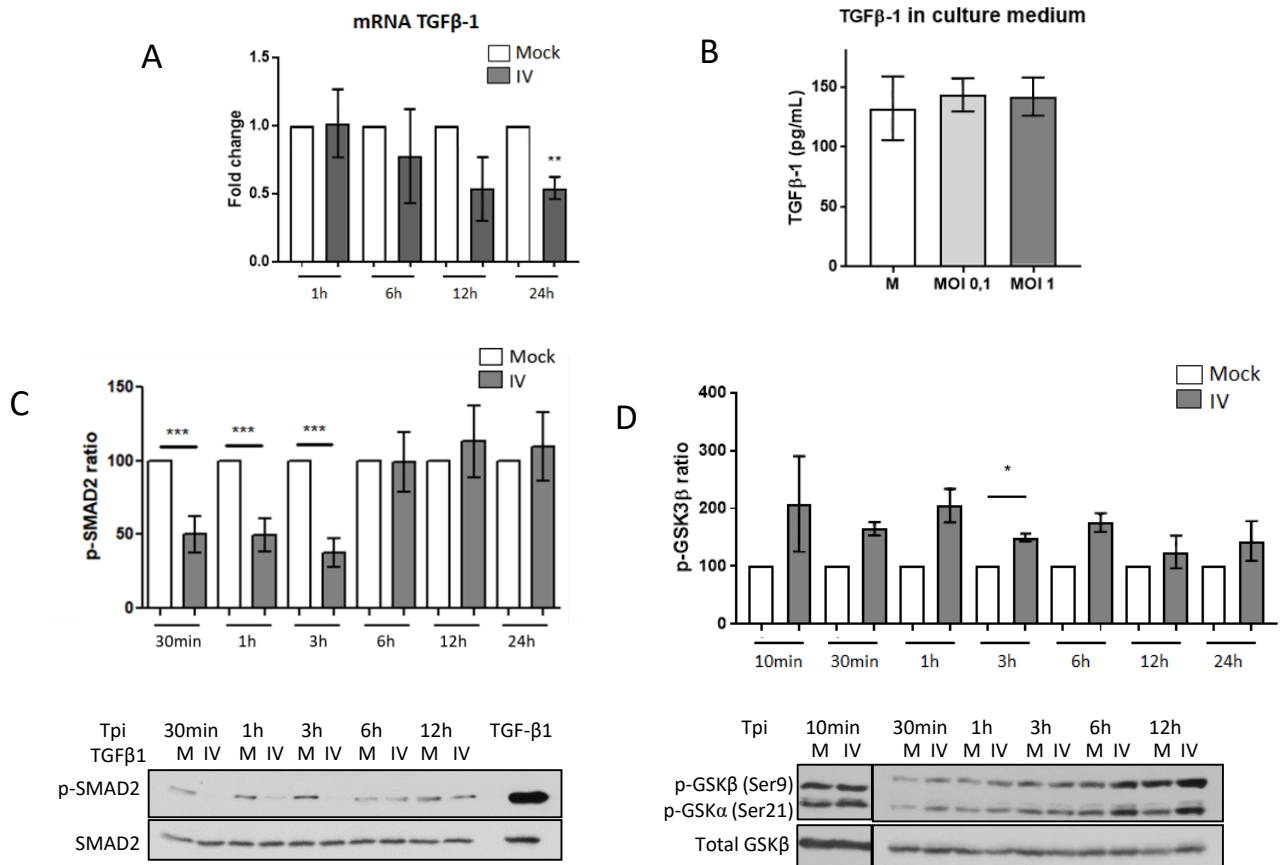 mRNA TGFβ-1
A
Mock
IV
Fold change
1.5
1.0
0.5
0.0
**
1h 6h 12h 24h
TGFβ-1 in culture medium
B
TGFβ-1 (pg/mL)
150
100
50
0
M MOI 0,1 MOI 1
C
Mock
IV
p-SMAD2 ratio
150
100
50
0
*** *** ***
30min 1h 3h 6h 12h 24h
Tpi 30min 1h 3h 6h 12h TGF-β1
TGFβ1 M IV M IV M IV M IV M IV
p-SMAD2
SMAD2
D
Mock
IV
p-GSK3β ratio
400
300
200
100
0
*
10min 30min 1h 3h 6h 12h 24h
Tpi 10min 30min 1h 3h 6h 12h
M IV M IV M IV M IV M IV M IV
p-GSKβ (Ser9)
p-GSKα (Ser21)
Total GSKβ